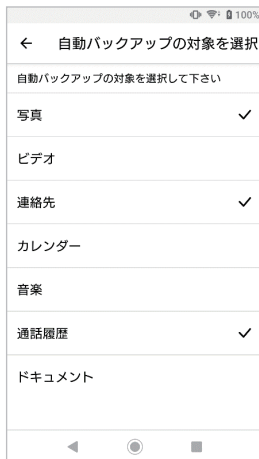 100%
自動バックアップの対象を選択
自動バックアップの対象を選択して下さい
写真
ビデオ
連絡先
カレンダー
音楽
通話履歴
ドキュメント